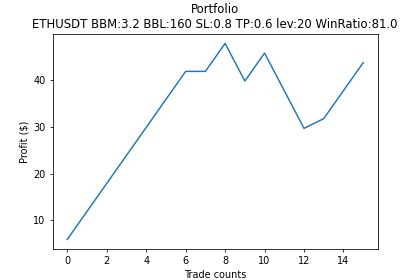 Portfolio
ETHUSDT BBM:3.2 BBL:160 SL:0.8 TP:0.6 lev:20 WinRatio:81.0
40
30
20
10
Profit ($)
0 2 4 6 8 10 12 14
Trade counts